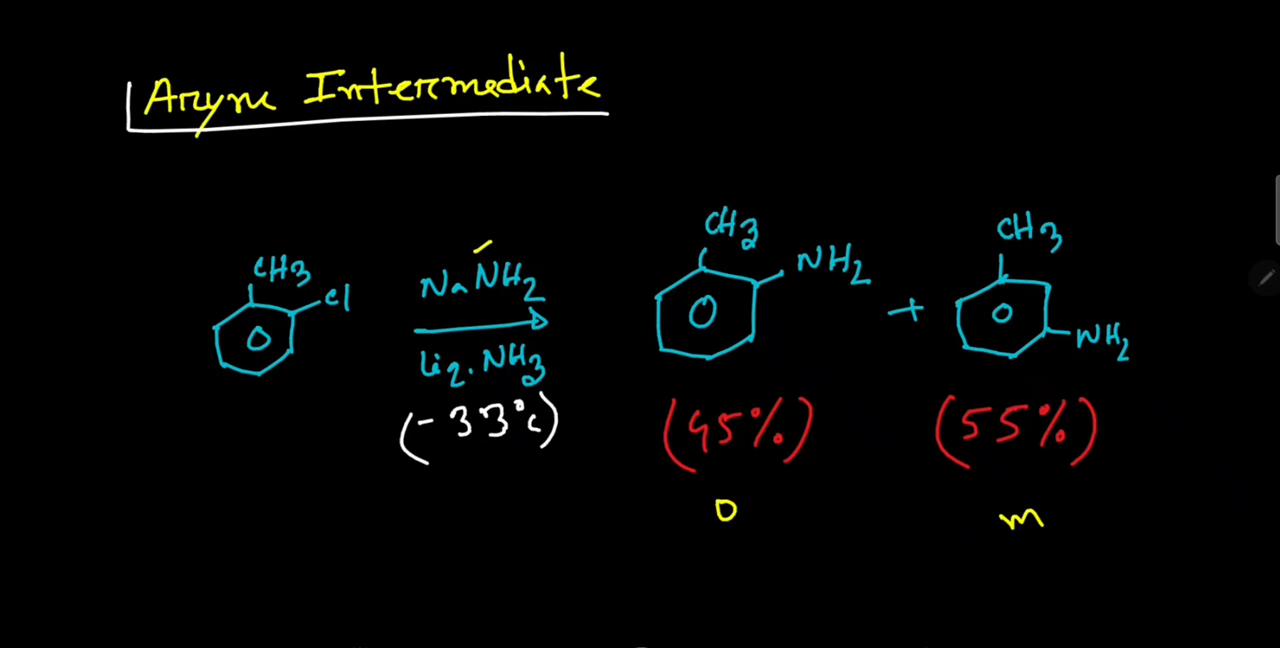 Aryne Intermediate
CH3
Cl
NaNH2
liq. NH3
(-33°c)
CH3
NH2
+
CH3
NH2
(45%)
(55%)
o
m